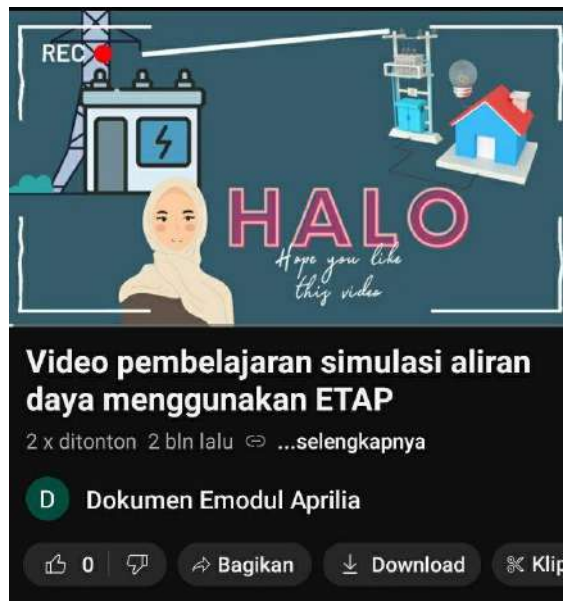 REC
HALO
Hope you like
this video
Video pembelajaran simulasi aliran
daya menggunakan ETAP
2 x ditonton 2 bln lalu ...selengkapnya
D Dokumen Emodul Aprilia
0 Bagikan Download Klip